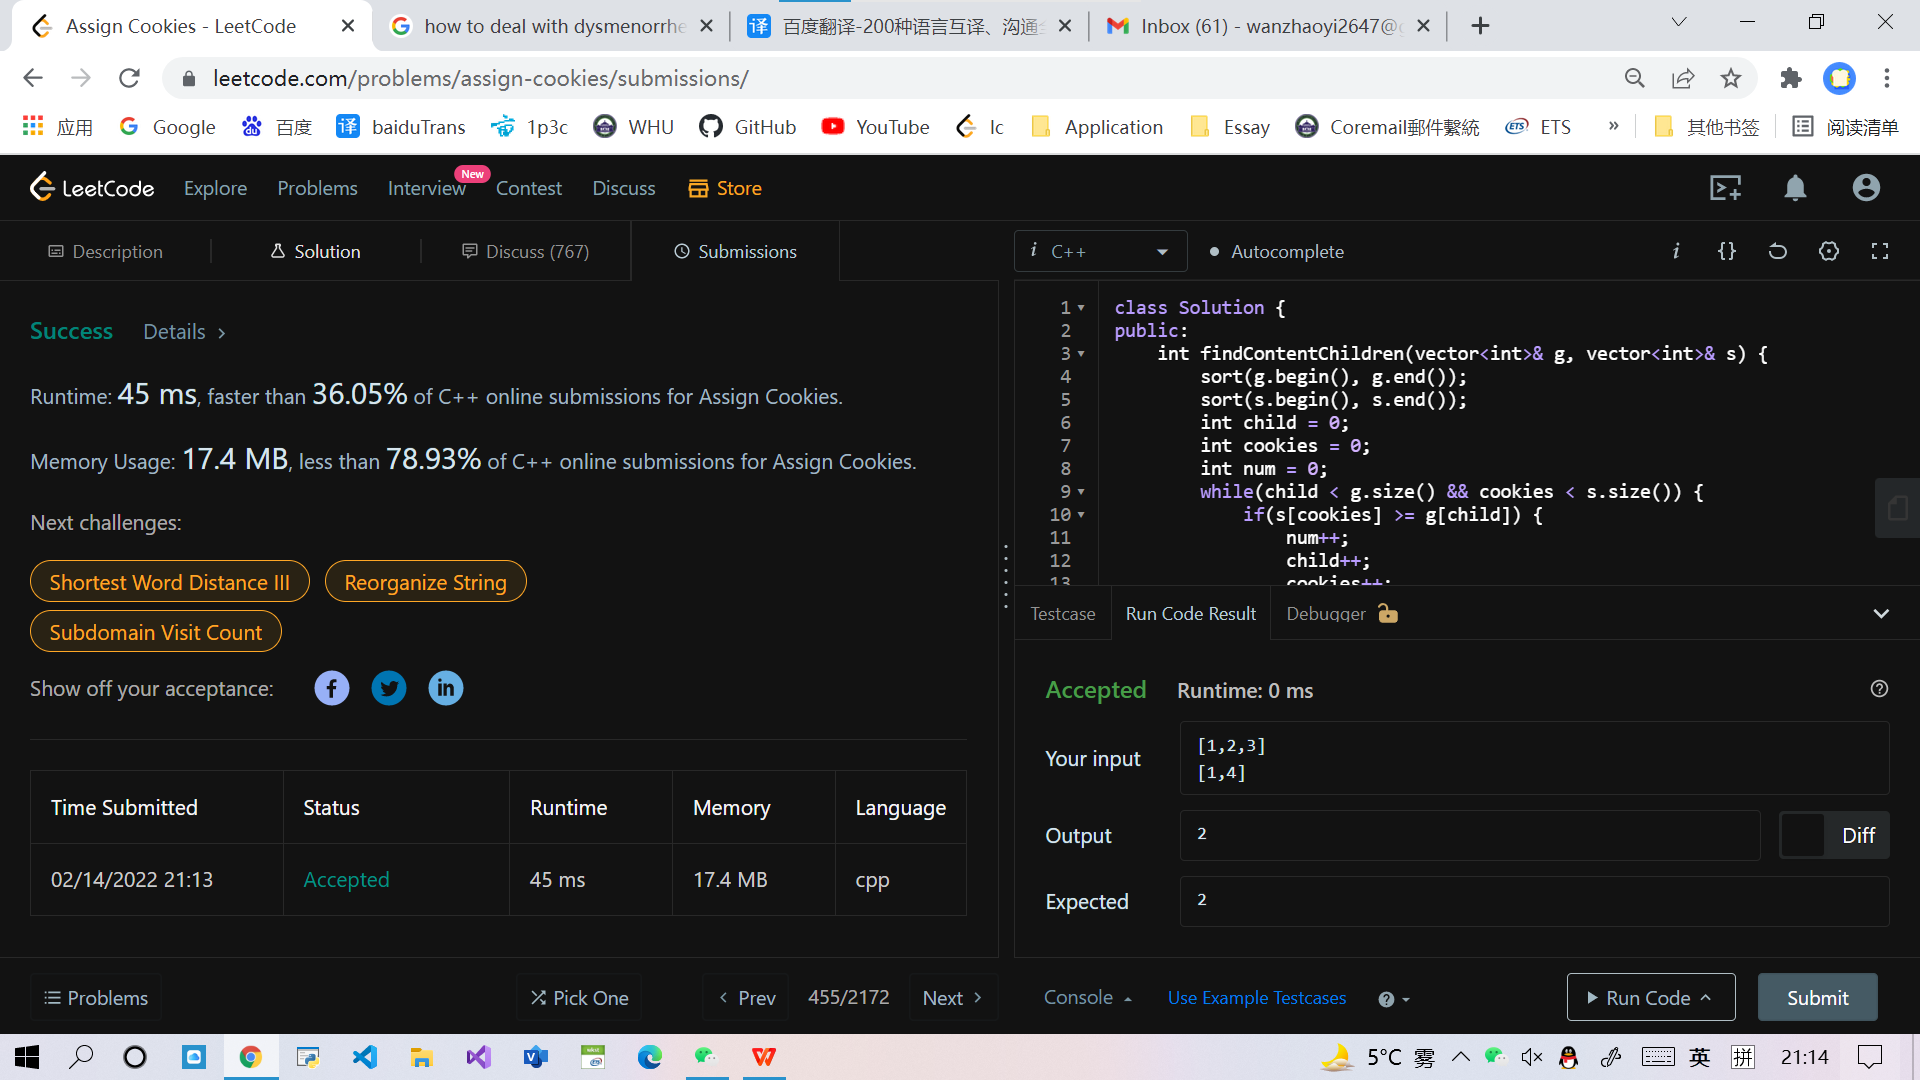 Assign Cookies - LeetCode
how to deal with dysmenorrhe
百度翻译-200种语言互译、沟通
Inbox (61) - wanzhaoyi2647@
leetcode.com/problems/assign-cookies/submissions/
应用 Google 百度 译 baiduTrans 1p3c WHU GitHub YouTube lc Application Essay Coremail郵件繫統 ETS » 其他书签 阅读清单
LeetCode Explore Problems Interview New Contest Discuss Store
Description Solution Discuss (767) Submissions
i C++ Autocomplete
Success Details
Runtime: 45 ms, faster than 36.05% of C++ online submissions for Assign Cookies.
Memory Usage: 17.4 MB, less than 78.93% of C++ online submissions for Assign Cookies.
Next challenges:
Shortest Word Distance III Reorganize String
Subdomain Visit Count
Show off your acceptance:
Time Submitted Status Runtime Memory Language
02/14/2022 21:13 Accepted 45 ms 17.4 MB cpp
1 class Solution {
2 public:
3 int findContentChildren(vector<int>& g, vector<int>& s) {
4 sort(g.begin(), g.end());
5 sort(s.begin(), s.end());
6 int child = 0;
7 int cookies = 0;
8 int num = 0;
9 while(child < g.size() && cookies < s.size()) {
10 if(s[cookies] >= g[child]) {
11 num++;
12 child++;
13 cookies++;
Testcase Run Code Result Debugger
Accepted Runtime: 0 ms
Your input
[1,2,3]
[1,4]
Output 2 Diff
Expected 2
Problems Pick One Prev 455/2172 Next
Console Use Example Testcases Run Code Submit
5°C 雾 英 拼 21:14